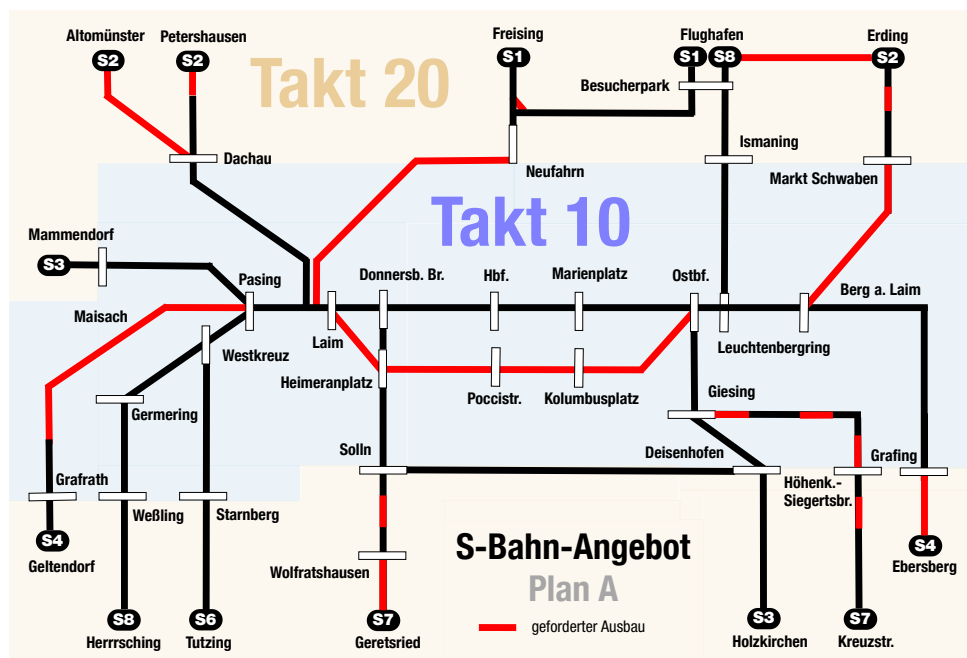 Altomünster
Petershausen
Freising
Flughafen
Erding
S2
S2
S1
S1
S8
S2
Takt 20
Besucherpark
Ismaning
Dachau
Neufahrn
Markt Schwaben
Takt 10
Mammendorf
S3
Pasing
Donnersb. Br.
Hbf.
Marienplatz
Ostbf.
Berg a. Laim
Maisach
Laim
Westkreuz
Leuchtenbergring
Heimeranplatz
Poccistr.
Kolumbusplatz
Giesing
Germering
Solln
Deisenhofen
Grafing
Grafrath
Höhenk.-
Siegertsbr.
Weßling
Starnberg
S4
Geltendorf
S-Bahn-Angebot
Plan A
S4
Ebersberg
Wolfratshausen
geforderter Ausbau
S8
S6
S7
S3
S7
Herrrsching
Tutzing
Geretsried
Holzkirchen
Kreuzstr.